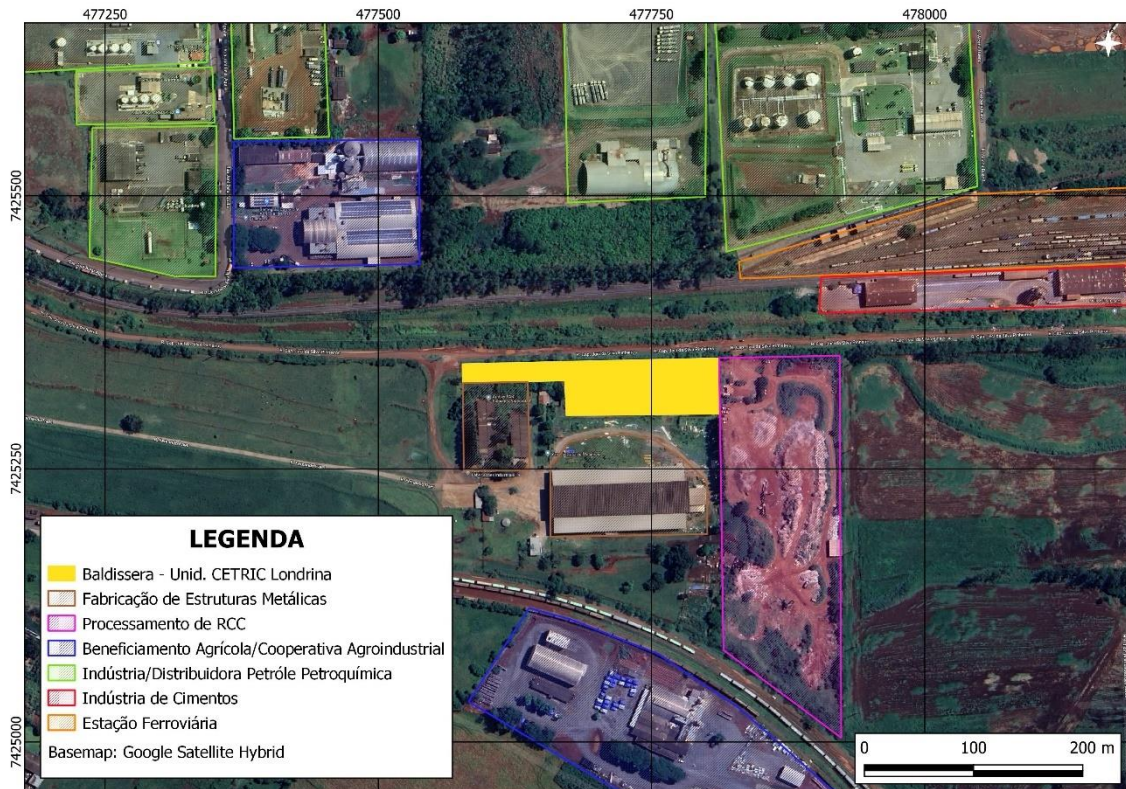 477250 477500 477750 478000
7425500
7425250
7425000
LEGENDA
Baldissera - Unid. CETRIC Londrina
Fabricação de Estruturas Metálicas
Processamento de RCC
Beneficiamento Agrícola/Cooperativa Agroindustrial
Indústria/Distribuidora Petróle Petroquímica
Indústria de Cimentos
Estação Ferroviária
Basemap: Google Satellite Hybrid
0 100 200 m